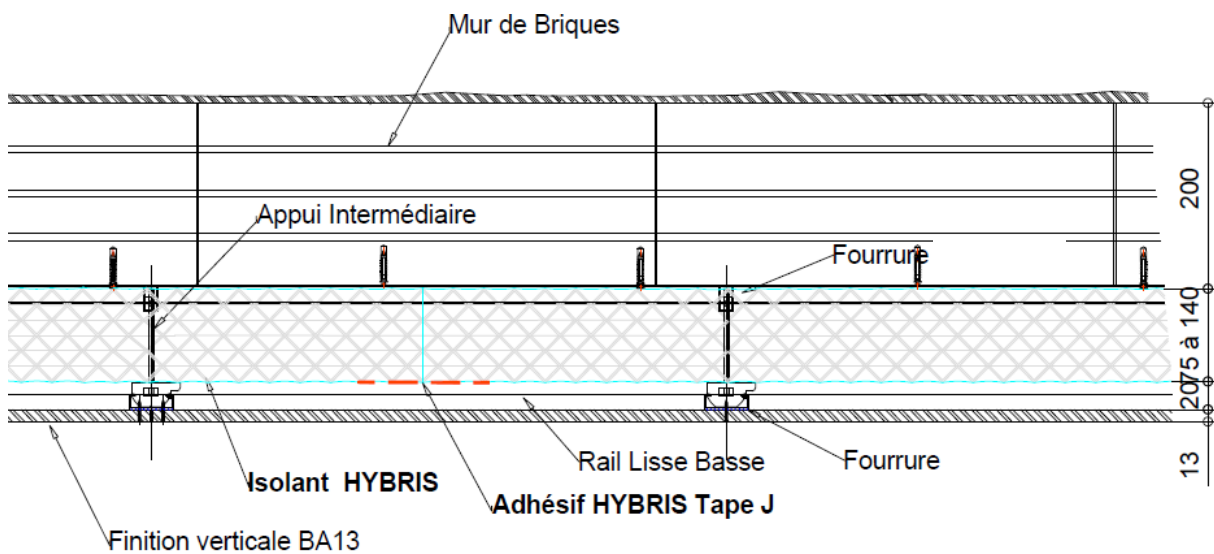 Mur de Briques
200
Appui Intermédiaire
Fourrure
75 à 140
20
Rail Lisse Basse
Fourrure
13
Isolant HYBRIS
Adhésif HYBRIS Tape J
Finition verticale BA13